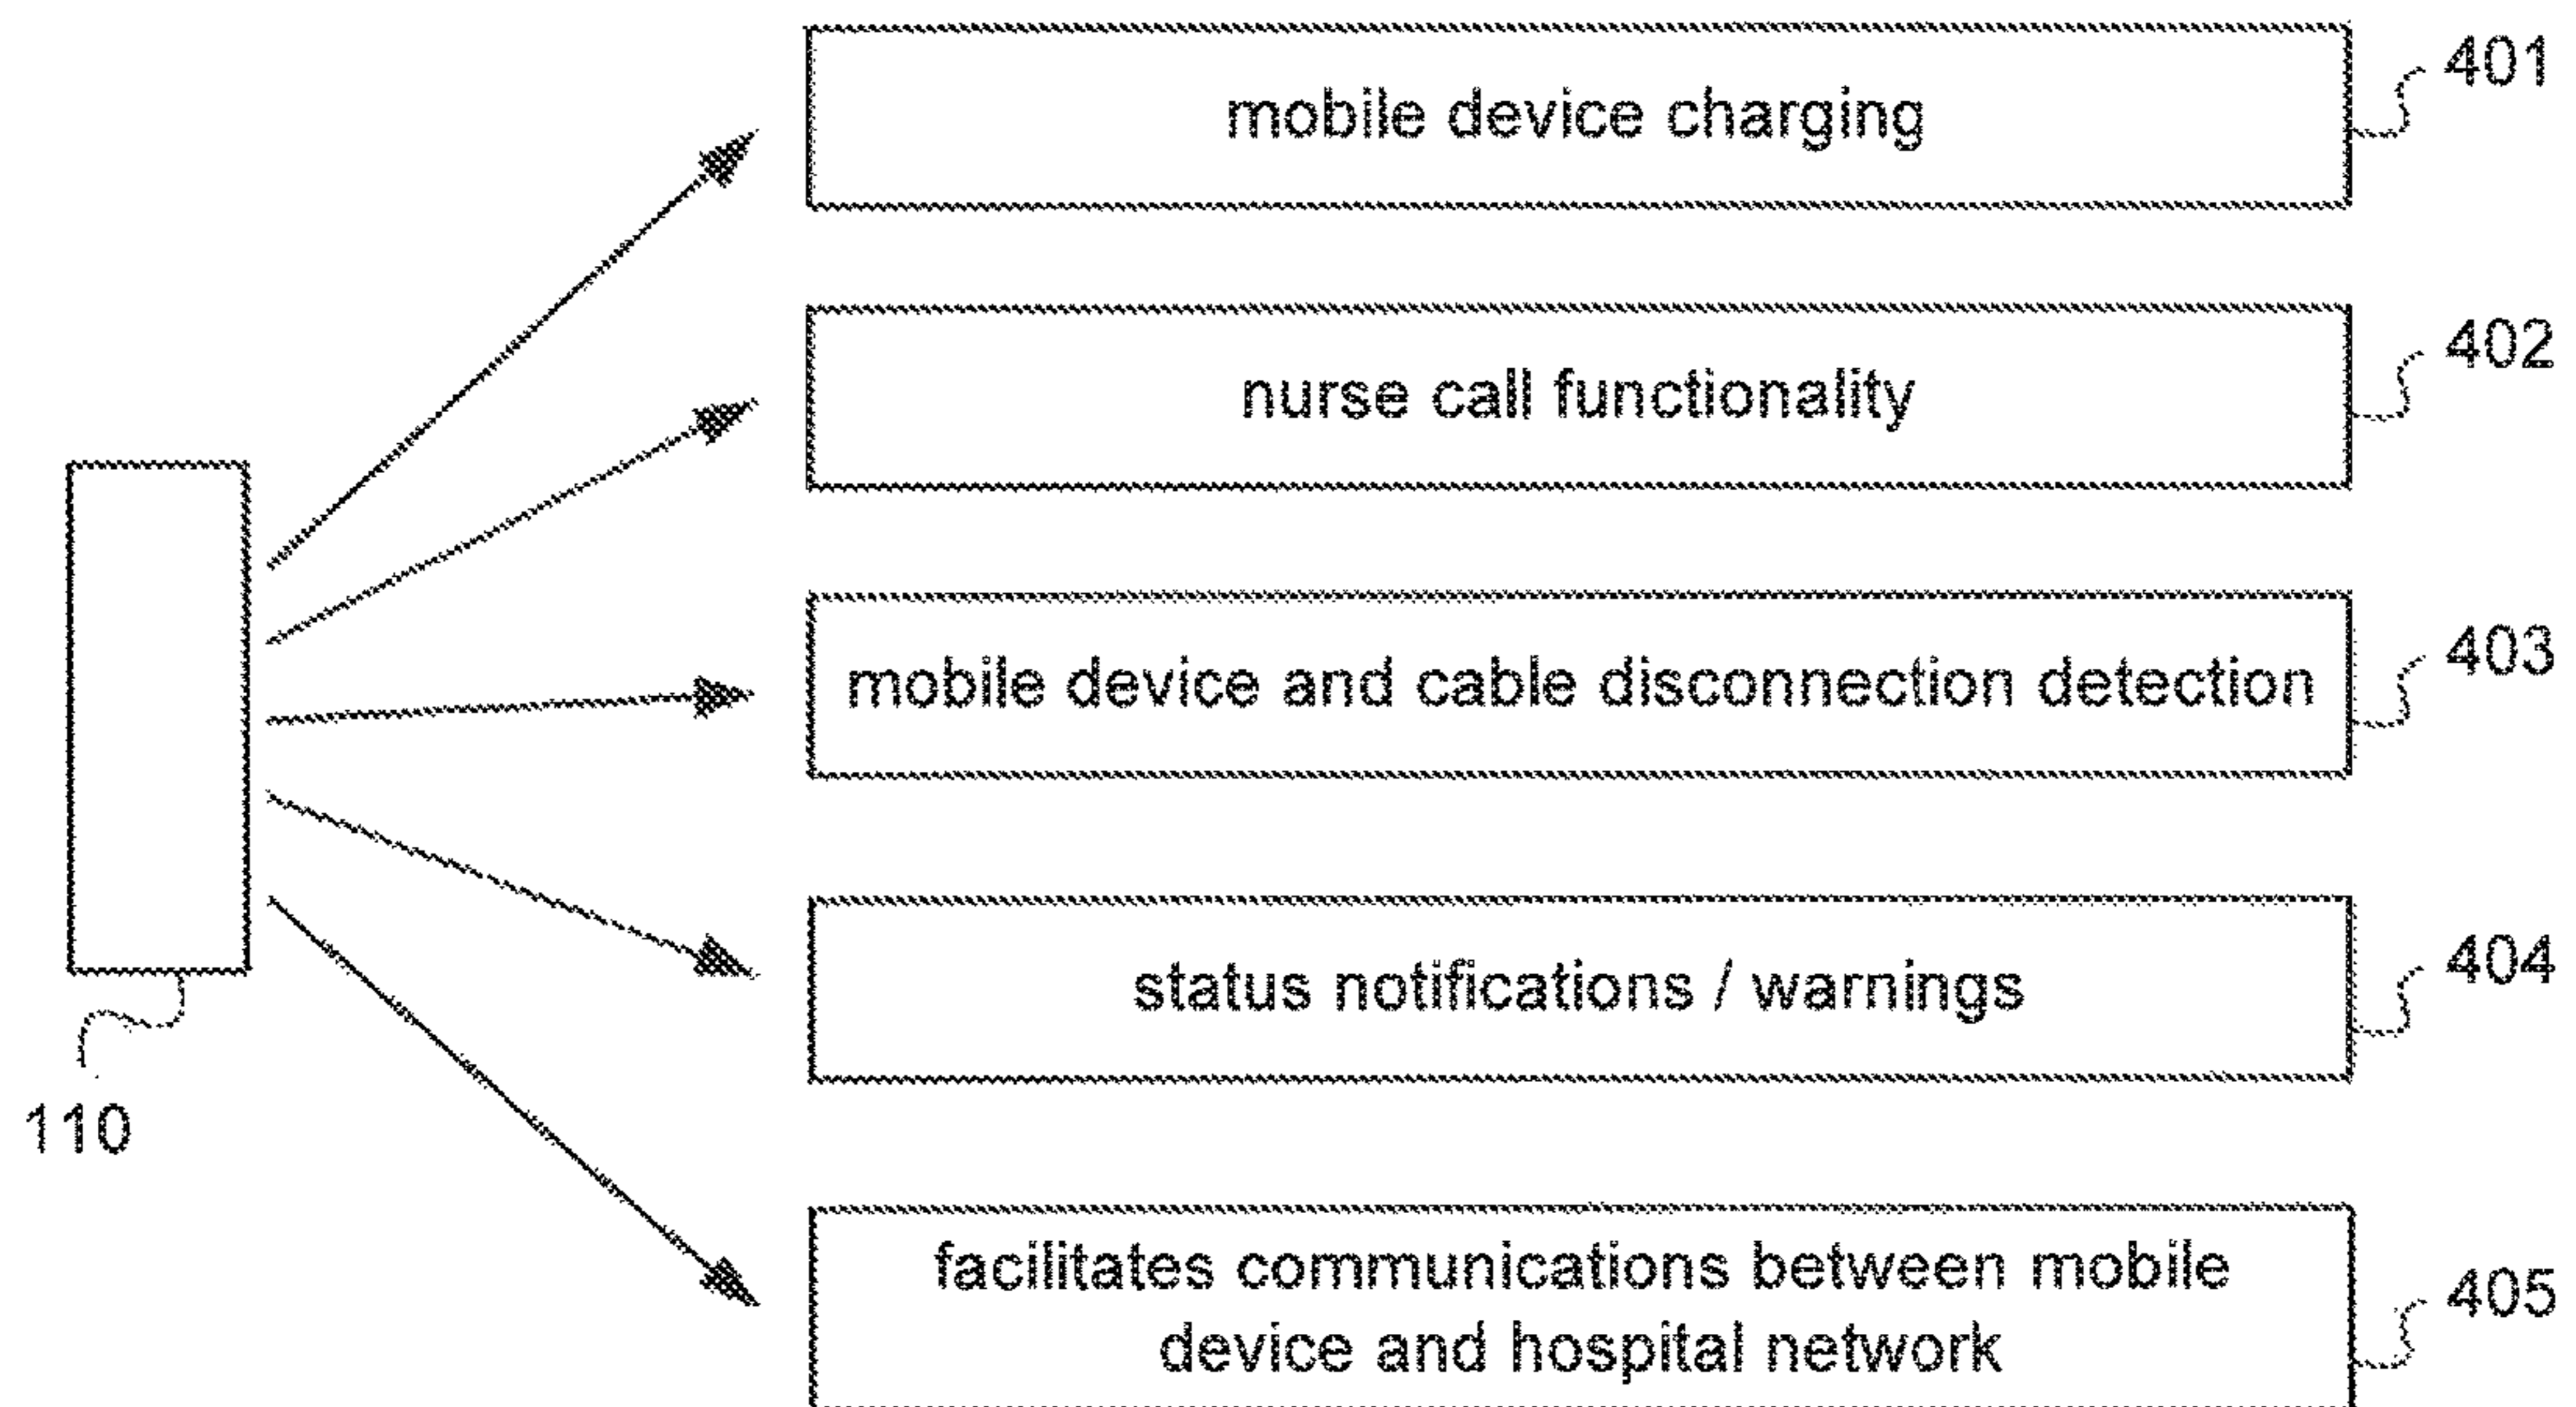 mobile device charging
401
nurse call functionality
402
mobile device and cable disconnection detection
403
status notifications / warnings
404
110
facilitates communications between mobile
device and hospital network
405